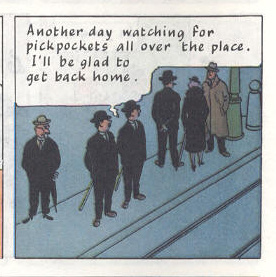 Another day watching for
pickpockets all over the place.
I'll be glad to
get back home.